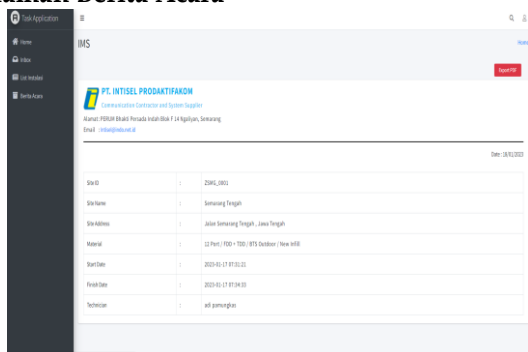 Task Application
Home
Inbox
List Instalasi
Berita Acara
IMS
Home
Export PDF
PT. INTISEL PRODAKTIFAKOM
Communication Contractor and System Supplier
Alamat: PERUM Bhakti Persada Indah Blok F 14 Ngaliyan, Semarang
Email : intisel@indo.net.id
Date : 18/01/2023
Site ID : ZSMG_0001
Site Name : Semarang Tengah
Site Address : Jalan Semarang Tengah , Jawa Tengah
Material : 12 Port / FDD + TDD / BTS Outdoor / New Infill
Start Date : 2023-01-17 07:31:21
Finish Date : 2023-01-17 07:34:33
Technician : adi pamungkas